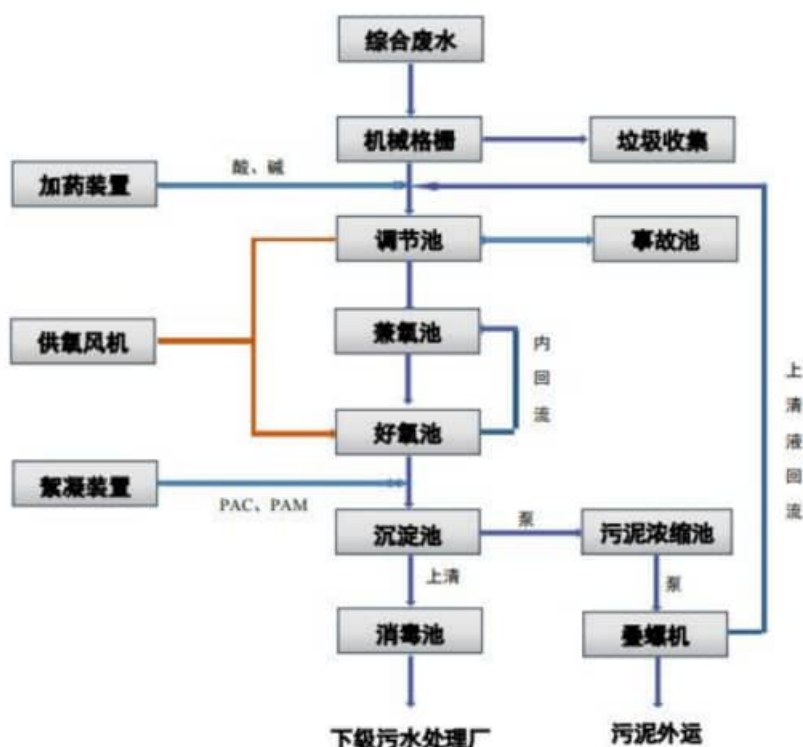 综合废水
机械格栅
垃圾收集
酸、碱
加药装置
调节池
事故池
供氧风机
兼氧池
内回流
上清液回流
好氧池
絮凝装置
PAC、PAM
沉淀池
泵
污泥浓缩池
上清
泵
消毒池
叠螺机
下级污水处理厂
污泥外运